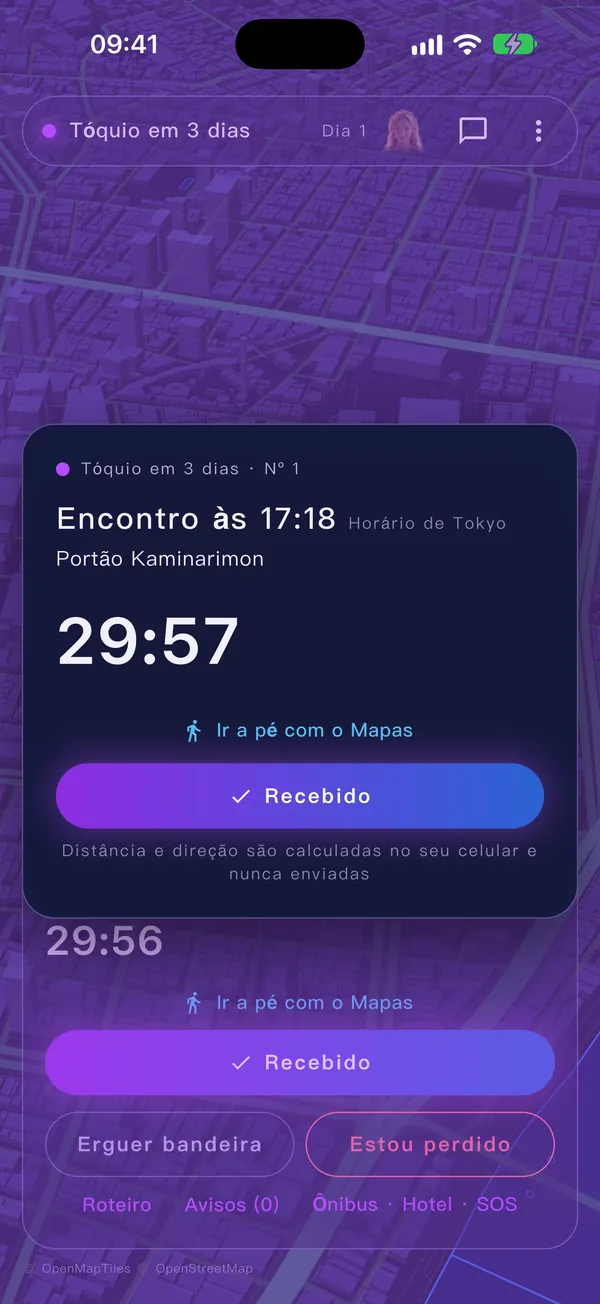 09:41
Tóquio em 3 dias
Dia 1
Tóquio em 3 dias · Nº 1
Encontro às 17:18 Horário de Tokyo
Portão Kaminarimon
29:57
Ir a pé com o Mapas
Recebido
Distância e direção são calculadas no seu celular e
nunca enviadas
29:56
Ir a pé com o Mapas
Recebido
Erguer bandeira
Estou perdido
Roteiro
Avisos (0)
Ônibus · Hotel · SOS
© OpenMapTiles © OpenStreetMap